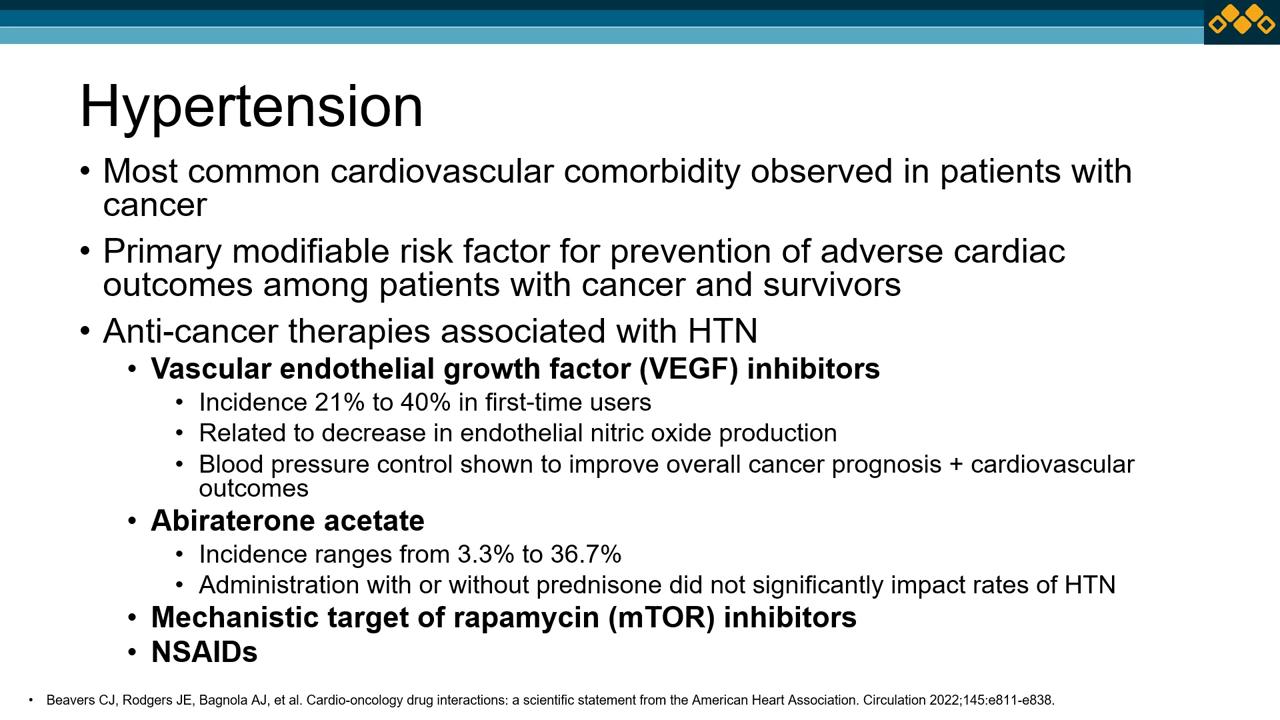 Hypertension
• Most common cardiovascular comorbidity observed in patients with
cancer
• Primary modifiable risk factor for prevention of adverse cardiac
outcomes among patients with cancer and survivors
• Anti-cancer therapies associated with HTN
• Vascular endothelial growth factor (VEGF) inhibitors
• Incidence 21% to 40% in first-time users
• Related to decrease in endothelial nitric oxide production
• Blood pressure control shown to improve overall cancer prognosis + cardiovascular
outcomes
• Abiraterone acetate
• Incidence ranges from 3.3% to 36.7%
• Administration with or without prednisone did not significantly impact rates of HTN
• Mechanistic target of rapamycin (mTOR) inhibitors
• NSAIDs
• Beavers CJ, Rodgers JE, Bagnola AJ, et al. Cardio-oncology drug interactions: a scientific statement from the American Heart Association. Circulation 2022;145:e811-e838.